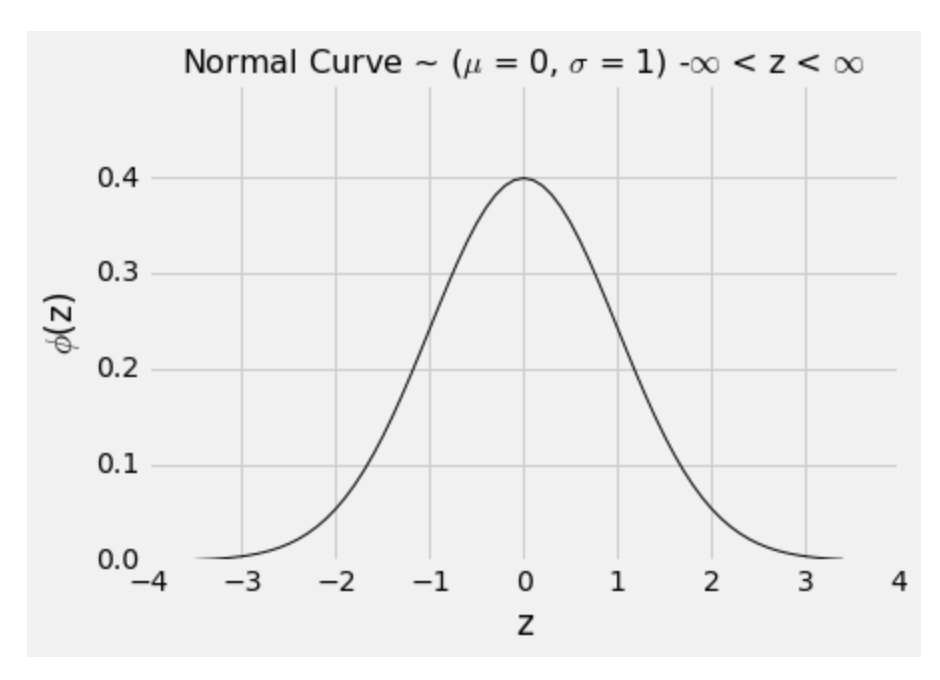 Normal Curve ~ (μ = 0, σ = 1) -∞ < z < ∞
0.4
0.3
0.2
0.1
0.0
ϕ(z)
−4 −3 −2 −1 0 1 2 3 4
z